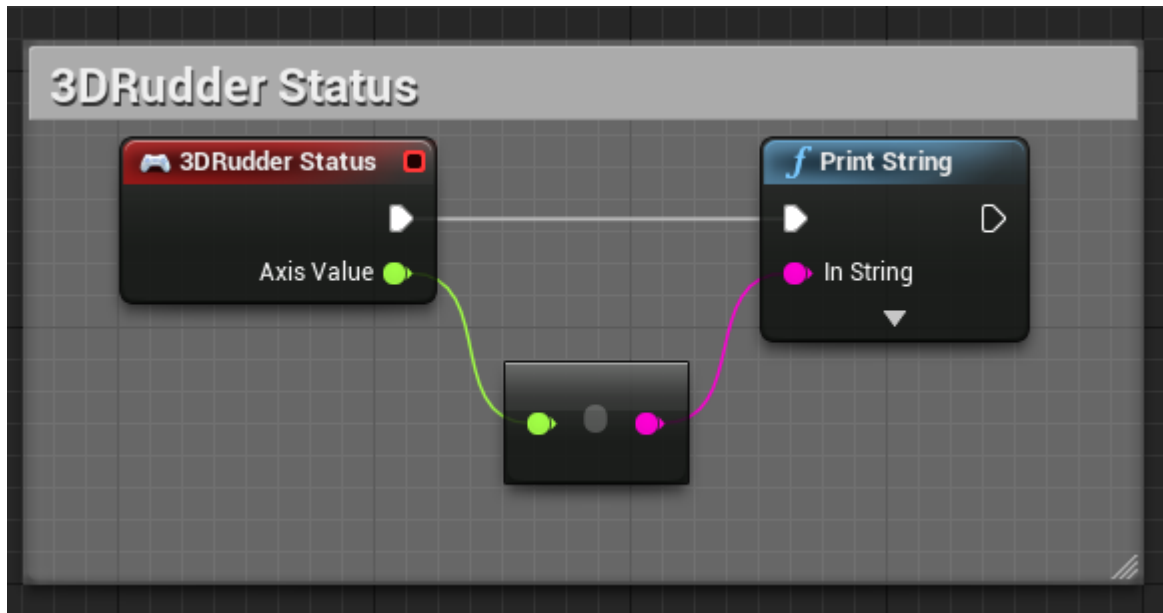 3DRudder Status
3DRudder Status
Print String
Axis Value
In String